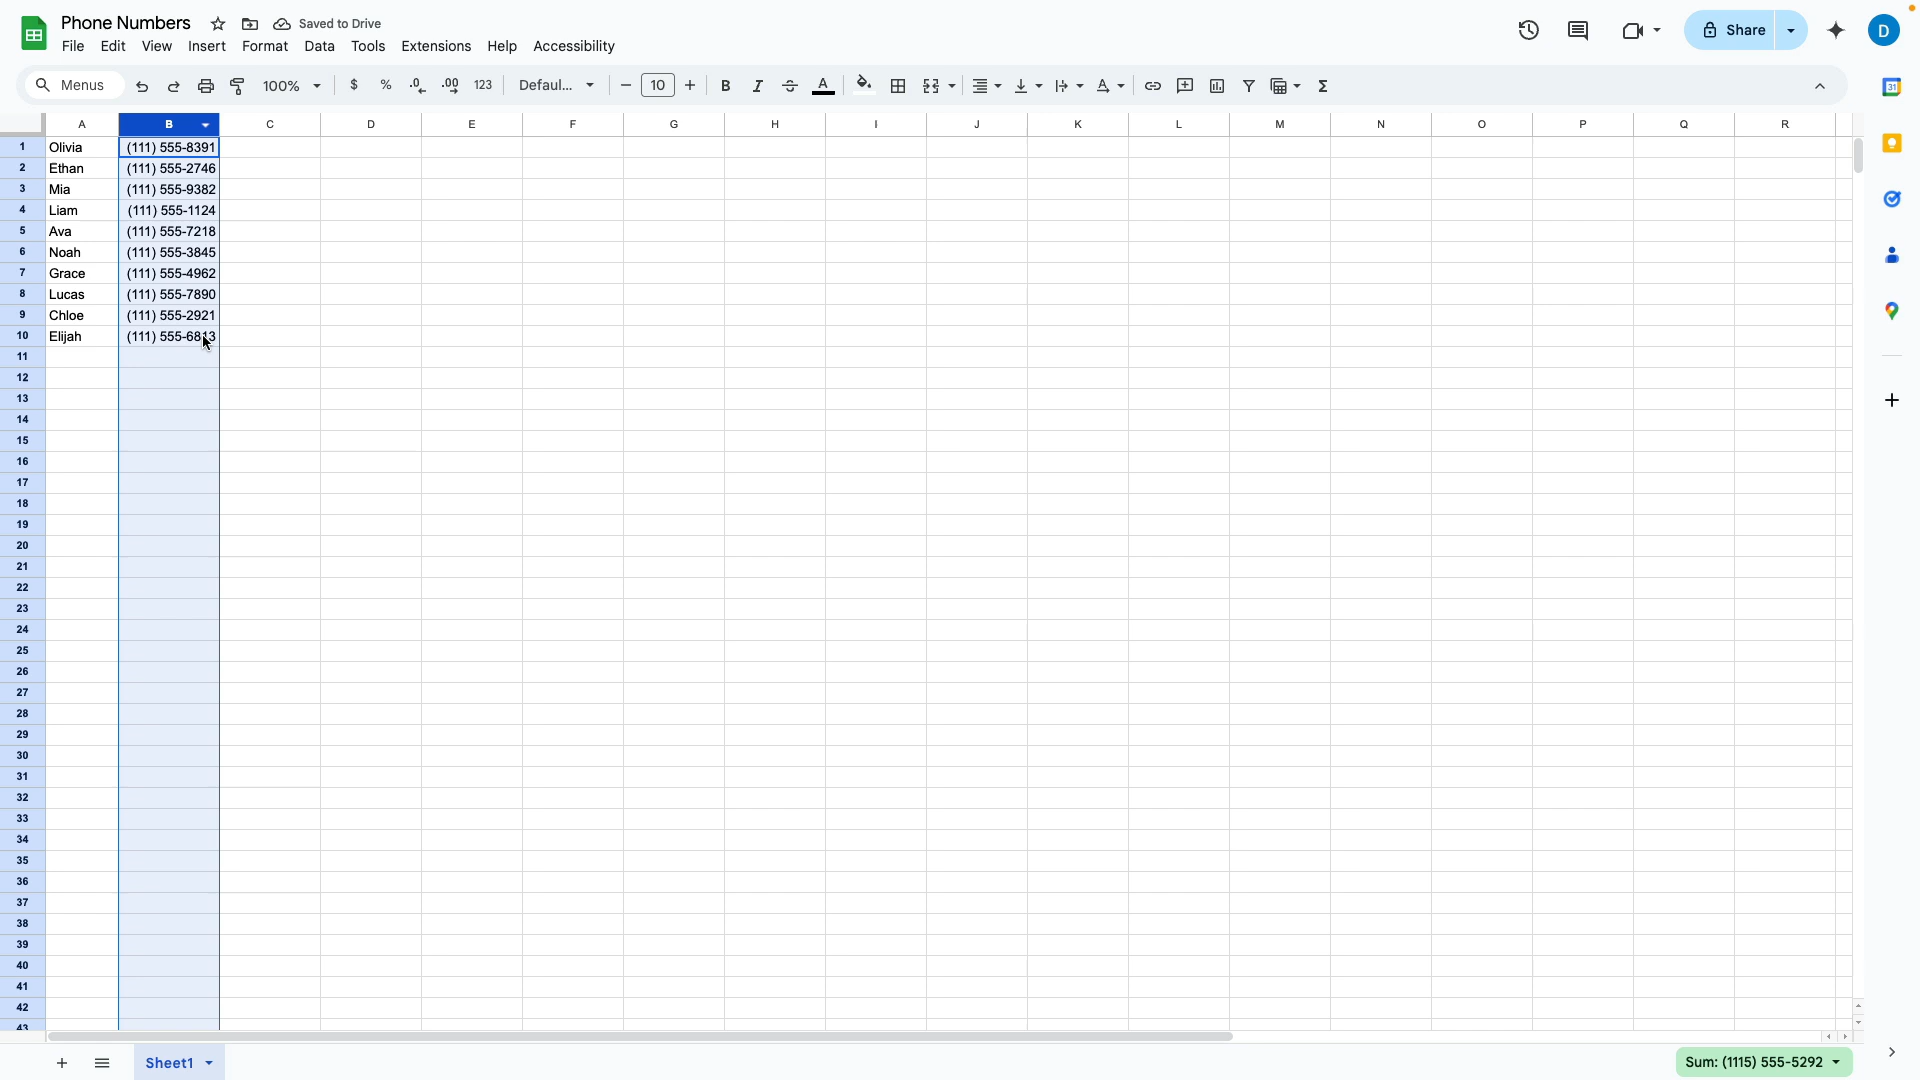 Phone Numbers Saved to Drive
File Edit View Insert Format Data Tools Extensions Help Accessibility
Share D
Menus 100% $ % .0 .00 123 Defaul... − 10 + B I S A Σ
31
A B C D E F G H I J K L M N O P Q R
1 Olivia (111) 555-8391
2 Ethan (111) 555-2746
3 Mia (111) 555-9382
4 Liam (111) 555-1124
5 Ava (111) 555-7218
6 Noah (111) 555-3845
7 Grace (111) 555-4962
8 Lucas (111) 555-7890
9 Chloe (111) 555-2921
10 Elijah (111) 555-6813
11
12
13
14
15
16
17
18
19
20
21
22
23
24
25
26
27
28
29
30
31
32
33
34
35
36
37
38
39
40
41
42
43
Sheet1 Sum: (1115) 555-5292